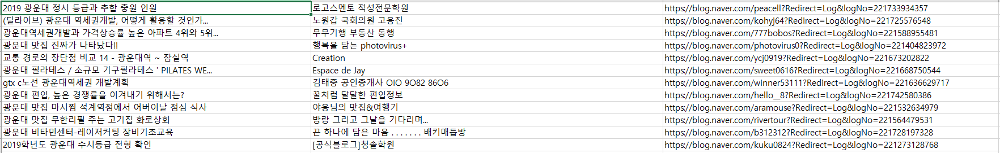 2019 광운대 정시 등급과 추합 충원 인원 로고스멘토 적성전문학원 https://blog.naver.com/peacell?Redirect=Log&logNo=221733934357
(딜라이브) 광운대 역세권개발, 어떻게 활용할 것인가... 노원갑 국회의원 고용진 https://blog.naver.com/kohyj64?Redirect=Log&logNo=221725576548
광운대역세권개발과 가격상승률 높은 아파트 4위와 5위... 무무기행 부동산 동행 https://blog.naver.com/777bobos?Redirect=Log&logNo=221588955481
광운대 맛집 진짜가 나타났다!! 행복을 담는 photovirus+ https://blog.naver.com/photovirus0?Redirect=Log&logNo=221404823972
교통 경로의 장단점 비교 14 - 광운대역 ~ 잠실역 Creation https://blog.naver.com/ycj0919?Redirect=Log&logNo=221673202822
광운대 필라테스 / 소규모 기구필라테스 ' PILATES WE... Espace de Jay https://blog.naver.com/sweet0616?Redirect=Log&logNo=221668750544
gtx c노선 광운대역세권 개발계획 김태중 공인중개사 OIO 9O82 86O6 https://blog.naver.com/winner53111?Redirect=Log&logNo=221636629717
광운대 편입, 높은 경쟁률을 이겨내기 위해서는? 꿀처럼 달달한 편입정보 https://blog.naver.com/hello__8?Redirect=Log&logNo=221742580386
광운대 맛집 마시찜 석계역점에서 어버이날 점심 식사 야옹님의 맛집&여행기 https://blog.naver.com/aramouse?Redirect=Log&logNo=221532634979
광운대 맛집 무한리필 주는 고기집 화로상회 방랑 그리고 그날을 기다리며... https://blog.naver.com/rivertour?Redirect=Log&logNo=221564479531
광운대 비타민센터-레이저커팅 장비기초교육 끈 하나에 담은 마음 . . . . . . . 배키매듭방 https://blog.naver.com/b312312?Redirect=Log&logNo=221728197328
2019학년도 광운대 수시등급 전형 확인 [공식블로그]청솔학원 https://blog.naver.com/kuku0824?Redirect=Log&logNo=221273128768